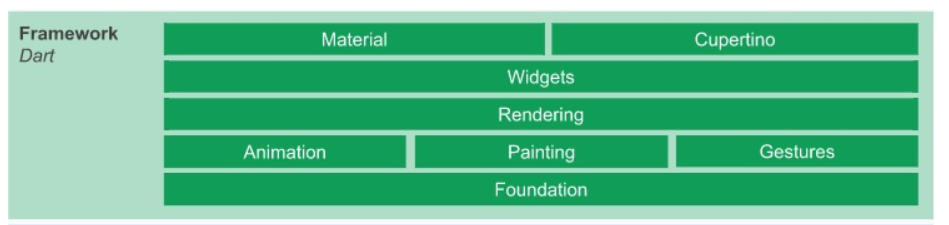 Framework
Dart
Material
Cupertino
Widgets
Rendering
Animation
Painting
Gestures
Foundation